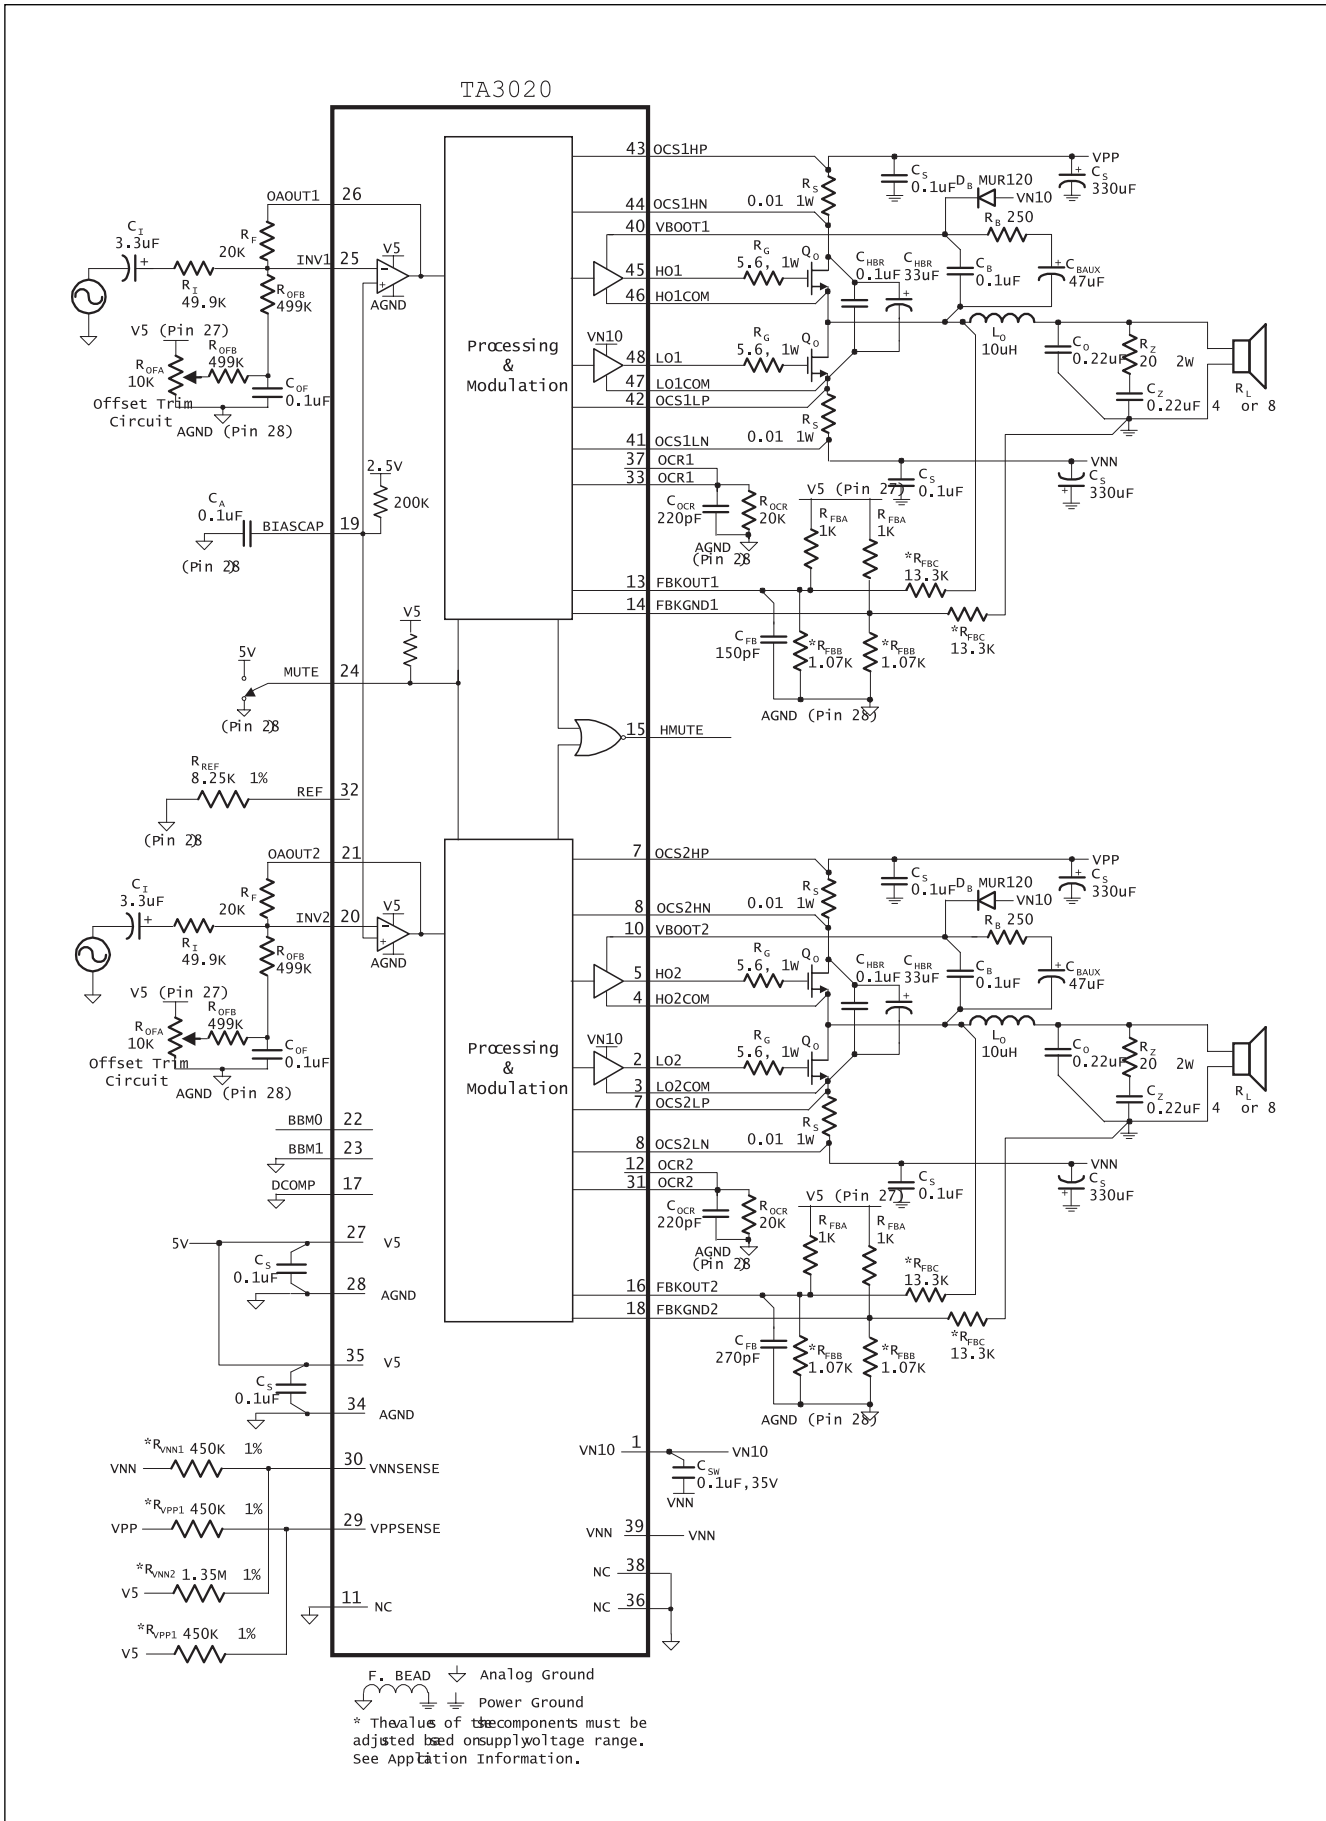 TA3020
43 OCS1HP
VPP
CS
0.1uF
CS
330uF
DB MUR120
VN10
RS
0.01 1W
OAOUT1 26
44 OCS1HN
RB 250
40 VBOOT1
CI
3.3uF
RF
20K
V5
INV1 25
AGND
RI
49.9K
ROFB
499K
RG
5.6, 1W
QO
45 HO1
46 HO1COM
CHBR
0.1uF
CHBR
33uF
CB
0.1uF
CBAUX
47uF
V5 (Pin 27)
ROFB
499K
ROFA
10K
COF
0.1uF
Offset Trim
Circuit
AGND (Pin 28)
VN10
Processing
&
Modulation
RG
5.6, 1W
QO
48 LO1
47 LO1COM
42 OCS1LP
LO
10uH
CO
0.22uF
RZ
20 2W
CZ
0.22uF
RL
4 or 8
RS
0.01 1W
41 OCS1LN
37 OCR1
33 OCR1
VNN
CS
0.1uF
CS
330uF
2.5V
200K
CA
0.1uF
BIASCAP 19
(Pin 28
COCR
220pF
ROCR
20K
AGND
(Pin 28
V5 (Pin 27)
RFBA
1K
RFBA
1K
*RFBC
13.3K
13 FBKOUT1
14 FBKGND1
*RFBC
13.3K
CFB
150pF
*RFBB
1.07K
*RFBB
1.07K
AGND (Pin 28)
V5
5V
MUTE 24
(Pin 28
15 HMUTE
RREF
8.25K 1%
REF 32
(Pin 28
7 OCS2HP
VPP
CS
0.1uF
CS
330uF
DB MUR120
VN10
RS
0.01 1W
OAOUT2 21
8 OCS2HN
RB 250
10 VBOOT2
CI
3.3uF
RF
20K
V5
INV2 20
AGND
RI
49.9K
ROFB
499K
RG
5.6, 1W
QO
5 HO2
4 HO2COM
CHBR
0.1uF
CHBR
33uF
CB
0.1uF
CBAUX
47uF
V5 (Pin 27)
ROFB
499K
ROFA
10K
COF
0.1uF
Offset Trim
Circuit
AGND (Pin 28)
VN10
Processing
&
Modulation
RG
5.6, 1W
QO
2 LO2
3 LO2COM
7 OCS2LP
LO
10uH
CO
0.22uF
RZ
20 2W
CZ
0.22uF
RL
4 or 8
RS
0.01 1W
8 OCS2LN
12 OCR2
31 OCR2
VNN
CS
0.1uF
CS
330uF
BBM0 22
BBM1 23
DCOMP 17
COCR
220pF
ROCR
20K
AGND
(Pin 28
V5 (Pin 27)
RFBA
1K
RFBA
1K
*RFBC
13.3K
16 FBKOUT2
18 FBKGND2
*RFBC
13.3K
CFB
270pF
*RFBB
1.07K
*RFBB
1.07K
AGND (Pin 28)
5V
27 V5
CS
0.1uF
28 AGND
35 V5
CS
0.1uF
34 AGND
*RVNN1 450K 1%
VNN
30 VNNSENSE
*RVPP1 450K 1%
VPP
29 VPPSENSE
*RVNN2 1.35M 1%
V5
11 NC
*RVPP1 450K 1%
V5
VN10 1
VN10
CSW
0.1uF,35V
VNN
VNN 39
VNN
NC 38
NC 36
F. BEAD
Analog Ground
Power Ground
* The values of the components must be
adjusted based on supply voltage range.
See Application Information.